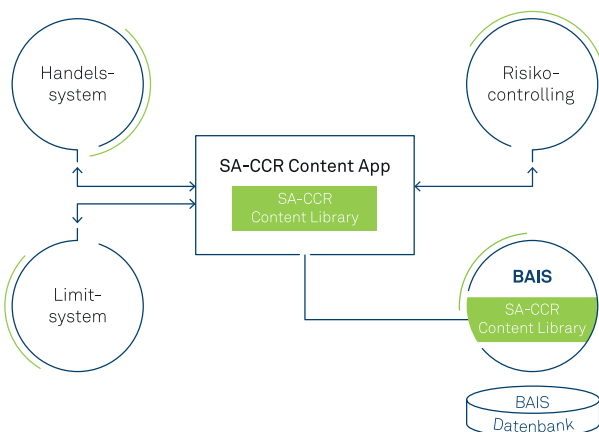 Handels-
system
Risiko-
controlling
SA-CCR Content App
SA-CCR
Content Library
Limit-
system
BAIS
SA-CCR
Content Library
BAIS
Datenbank